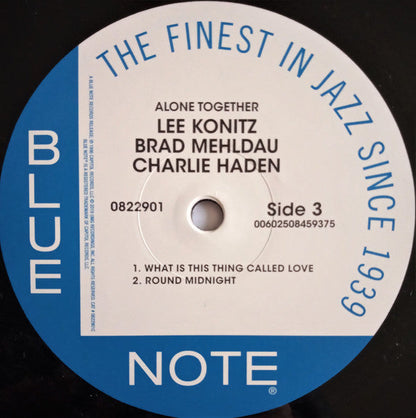 THE FINEST IN JAZZ SINCE 1939
ALONE TOGETHER
LEE KONITZ
BRAD MEHLDAU
CHARLIE HADEN
0822901
Side 3
00602508459375
1. WHAT IS THIS THING CALLED LOVE
2. ROUND MIDNIGHT
BLUE
NOTE®